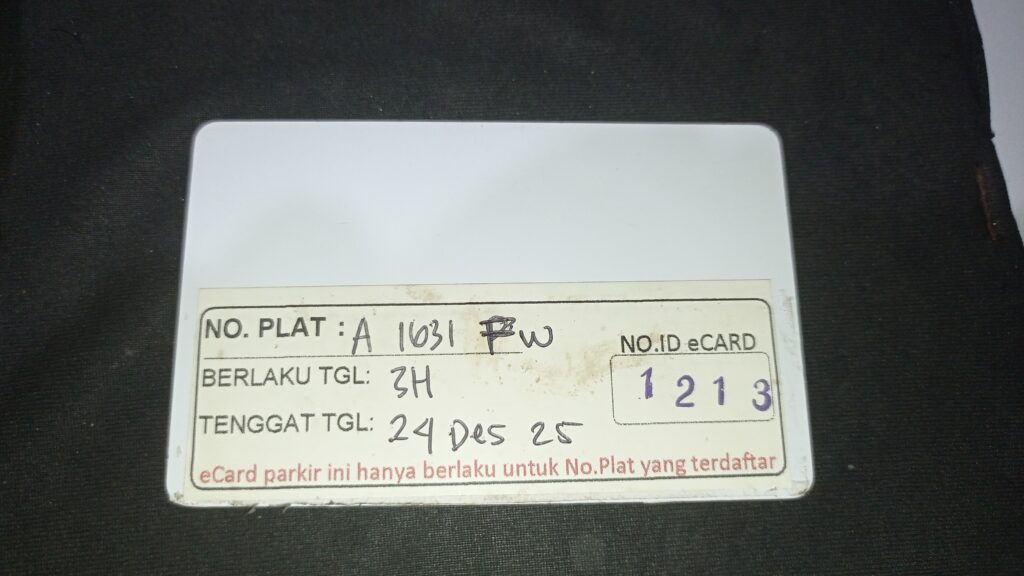 NO. PLAT : A 1631 FW
NO.ID eCARD
1213
BERLAKU TGL: 3H
TENGGAT TGL: 24 Des 25
eCard parkir ini hanya berlaku untuk No.Plat yang terdaftar